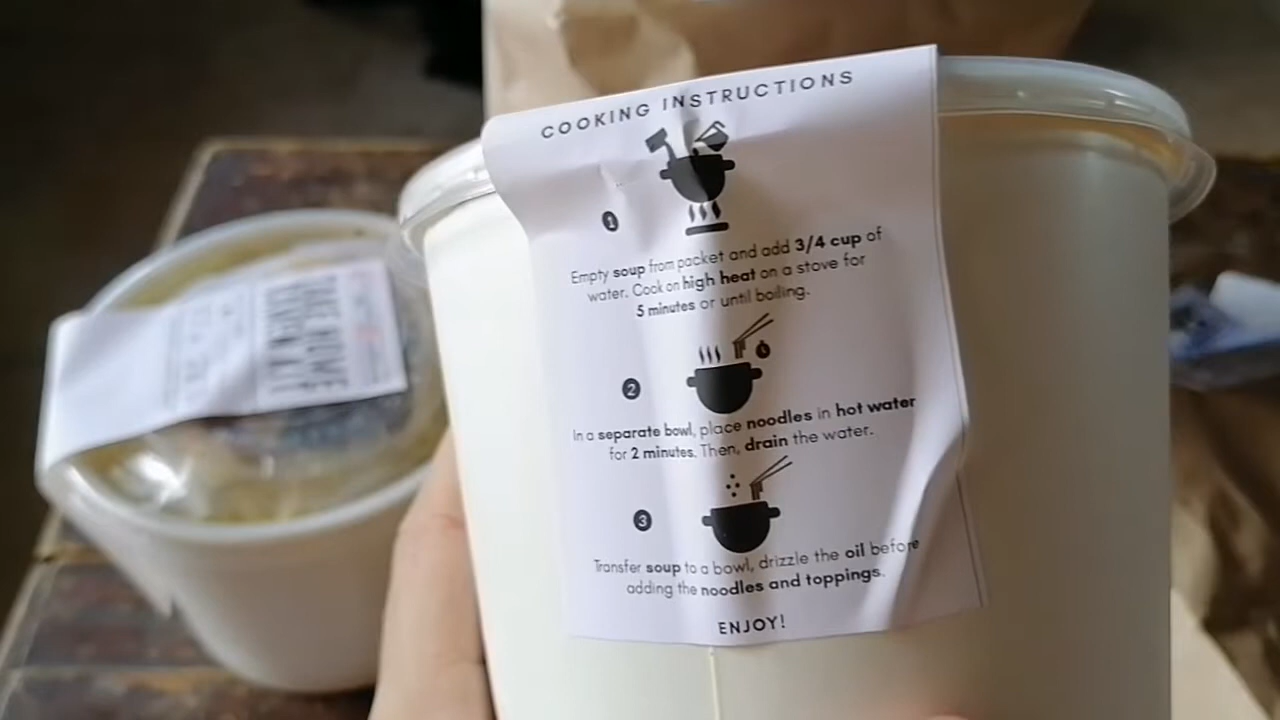 COOKING INSTRUCTIONS
1
Empty soup from packet and add 3/4 cup of
water. Cook on high heat on a stove for
5 minutes or until boiling.
2
In a separate bowl, place noodles in hot water
for 2 minutes. Then, drain the water.
3
Transfer soup to a bowl, drizzle the oil before
adding the noodles and toppings.
ENJOY!
TAKE HOME